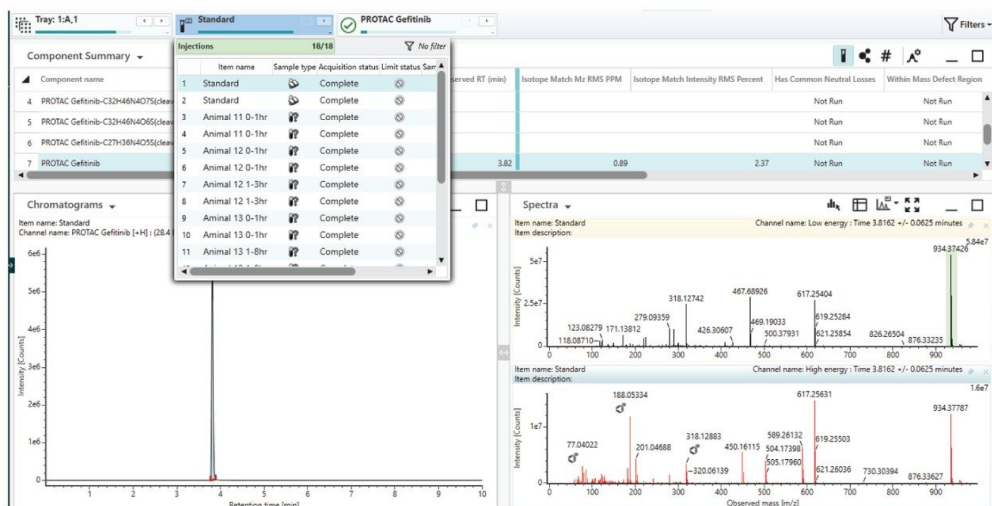 Tray: 1:A,1
Standard
PROTAC Gefitinib
Filters
Component Summary
Injections 18/18 No filter
Item name Sample type Acquisition status Limit status
1 Standard Complete
2 Standard Complete
3 Animal 11 0-1hr Complete
4 Animal 11 0-1hr Complete
5 Animal 12 0-1hr Complete
6 Animal 12 0-1hr Complete
7 Animal 12 1-3hr Complete
8 Animal 12 1-3hr Complete
9 Animal 13 0-1hr Complete
10 Animal 13 0-1hr Complete
11 Animal 13 1-8hr Complete
Component name served RT (min) Isotope Match Mz RMS PPM Isotope Match Intensity RMS Percent Has Common Neutral Losses Within Mass Defect Region
4 PROTAC Gefitinib-C32H46N4O7S(cleav Not Run Not Run
5 PROTAC Gefitinib-C32H46N4O6S(cleav Not Run Not Run
6 PROTAC Gefitinib-C27H36N4O5S(cleav Not Run Not Run
7 PROTAC Gefitinib 3.82 0.89 2.37 Not Run Not Run
Chromatograms
Item name: Standard
Channel name: PROTAC Gefitinib [+H] : (28.4
Intensity [Counts]
6e6
5e6
4e6
3e6
2e6
1e6
0
1 2 3 4 5 6 7 8 9 10
Retention time [min]
Spectra
Item name: Standard Channel name: Low energy : Time 3.8162 +/- 0.0625 minutes
Item description:
5.84e7
934.37426
Intensity [Counts]
5e7
2.5e7
0
467.68926
617.25404
318.12742
279.09359
469.19033
619.25284
123.08279
171.13812
426.30607
500.37931
621.25854
826.26504
118.08710
876.33235
0 100 200 300 400 500 600 700 800 900
Item name: Standard Channel name: High energy : Time 3.8162 +/- 0.0625 minutes
Item description:
1.6e7
617.25631
188.05334
934.37787
Intensity [Counts]
1e7
0
77.04022
201.04688
318.12883
320.06139
450.16115
589.26132
504.17398
505.17960
619.25503
621.26036
730.30394
876.33627
0 100 200 300 400 500 600 700 800 900
Observed mass [m/z]